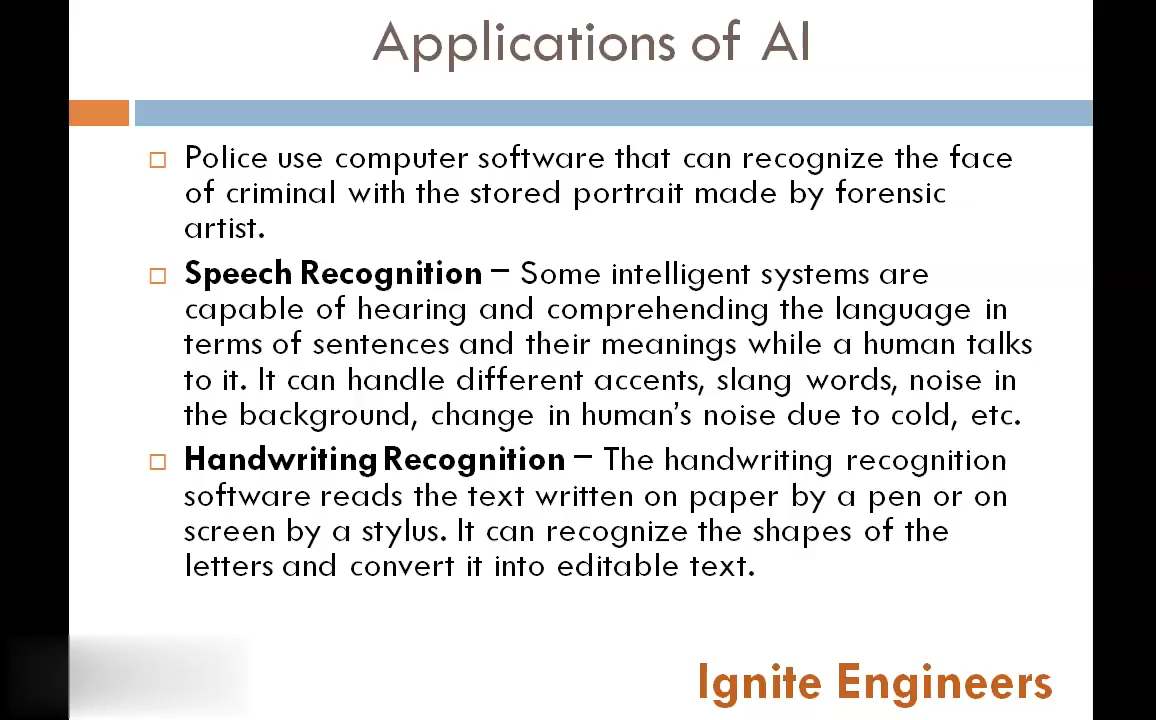 Applications of AI
Police use computer software that can recognize the face
of criminal with the stored portrait made by forensic
artist.
Speech Recognition – Some intelligent systems are
capable of hearing and comprehending the language in
terms of sentences and their meanings while a human talks
to it. It can handle different accents, slang words, noise in
the background, change in human's noise due to cold, etc.
Handwriting Recognition – The handwriting recognition
software reads the text written on paper by a pen or on
screen by a stylus. It can recognize the shapes of the
letters and convert it into editable text.
Ignite Engineers